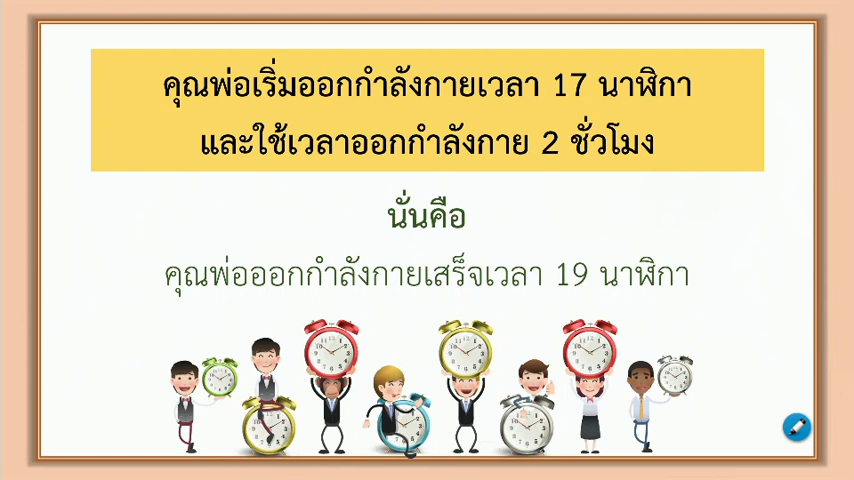 คุณพ่อเริ่มออกกำลังกายเวลา 17 นาฬิกา
และใช้เวลาออกกำลังกาย 2 ชั่วโมง
นั่นคือ
คุณพ่อออกกำลังกายเสร็จเวลา 19 นาฬิกา